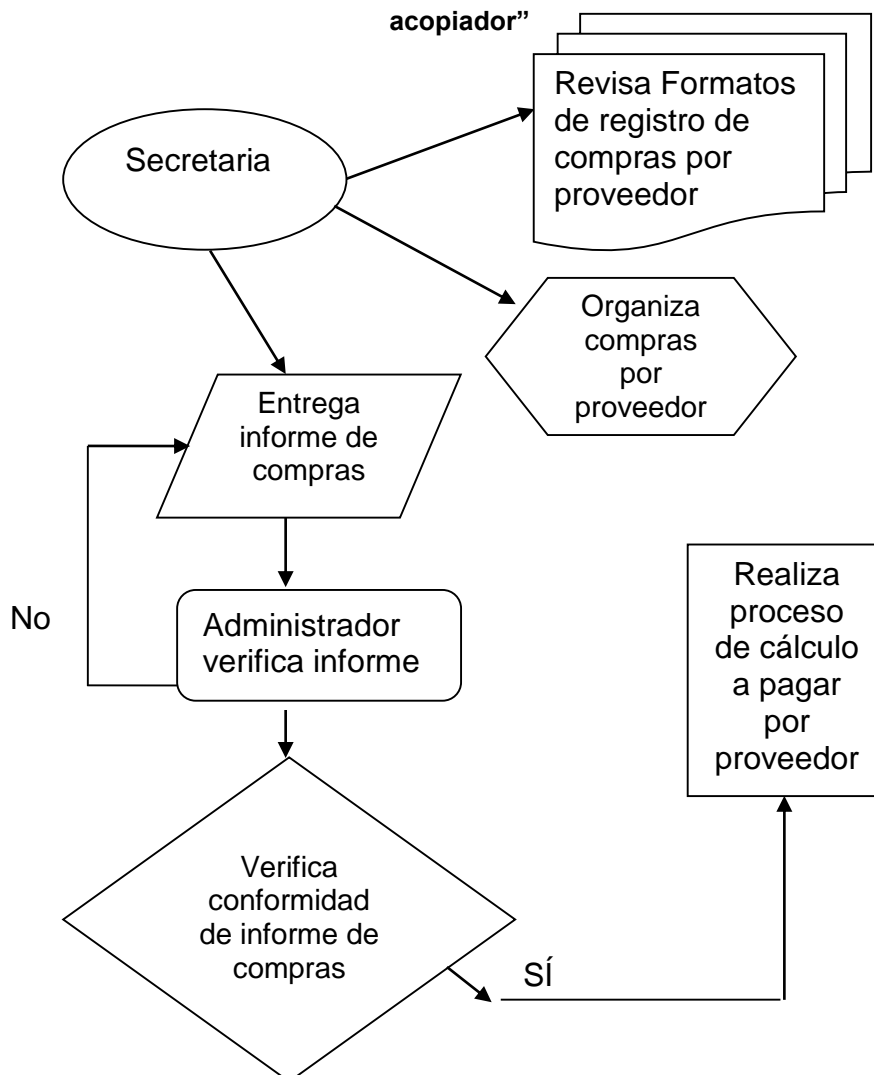 acopiador”
Revisa Formatos
de registro de
compras por
proveedor
Secretaria
Organiza
compras
por
proveedor
Entrega
informe de
compras
No
Administrador
verifica informe
Realiza
proceso
de cálculo
a pagar
por
proveedor
Verifica
conformidad
de informe de
compras
SÍ